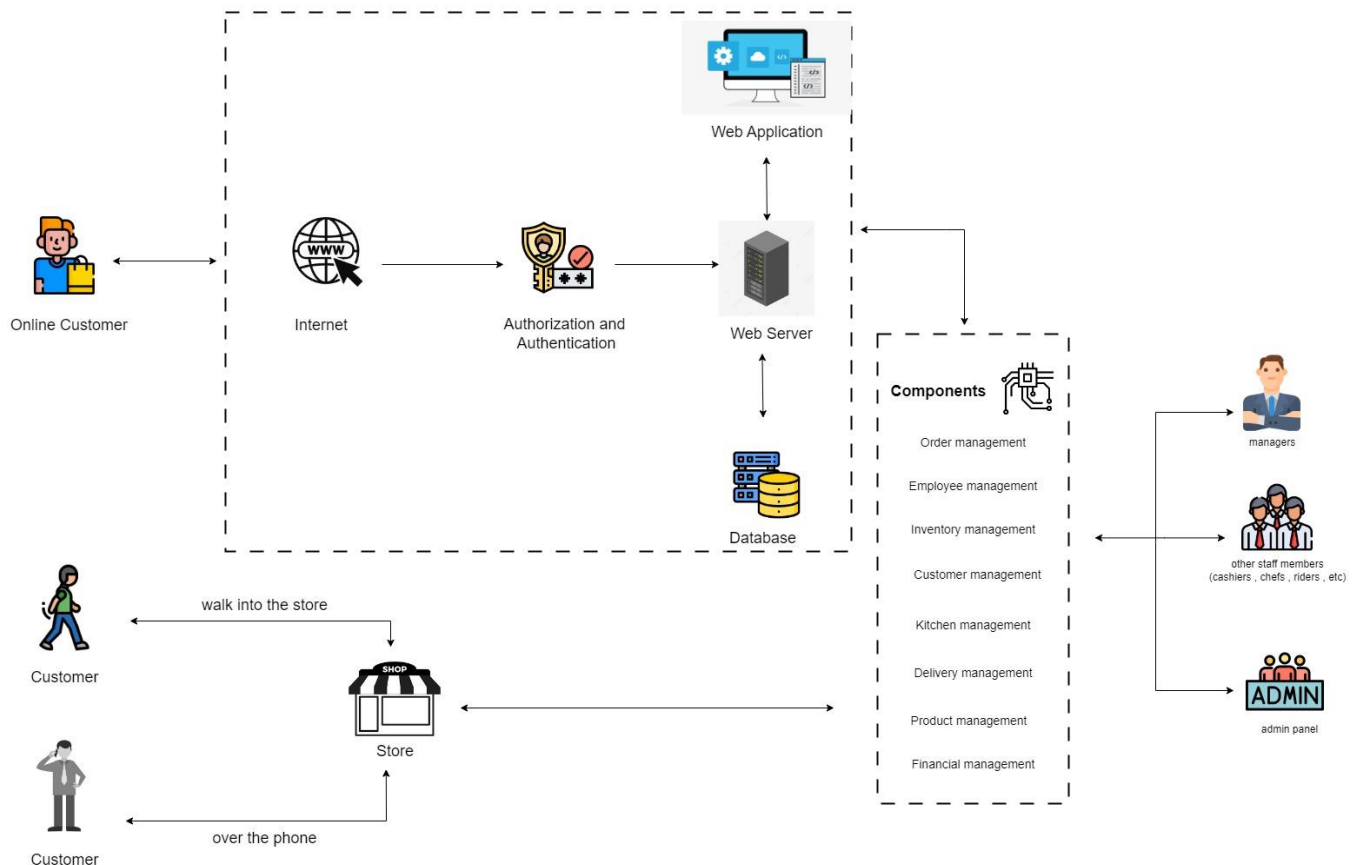 Web Application
Online Customer
WWW
Internet
Authorization and
Authentication
Web Server
Database
Components
Order management
Employee management
Inventory management
Customer management
Kitchen management
Delivery management
Product management
Financial management
managers
other staff members
(cashiers , chefs , riders , etc)
ADMIN
admin panel
walk into the store
Customer
SHOP
Store
over the phone
Customer